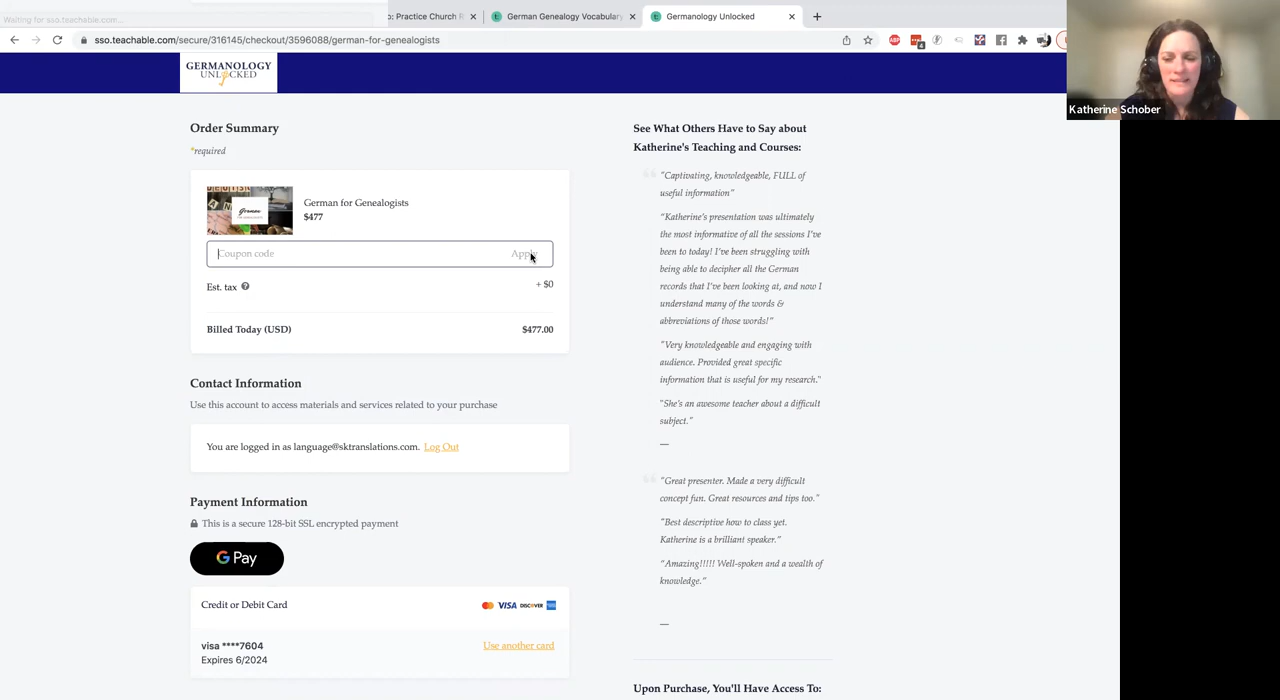 Waiting for sso.teachable.com...
o: Practice Church R
German Genealogy Vocabulary
Germanology Unlocked
sso.teachable.com/secure/316145/checkout/3596088/german-for-genealogists
GERMANOLOGY
UNLOCKED
Katherine Schober
Order Summary
*required
German for Genealogists
$477
Coupon code
Apply
Est. tax
+ $0
Billed Today (USD)
$477.00
Contact Information
Use this account to access materials and services related to your purchase
You are logged in as language@sktranslations.com. Log Out
Payment Information
This is a secure 128-bit SSL encrypted payment
G Pay
Credit or Debit Card
VISA
DISCOVER
visa ****7604
Use another card
Expires 6/2024
See What Others Have to Say about
Katherine's Teaching and Courses:
"Captivating, knowledgeable, FULL of
useful information"
"Katherine's presentation was ultimately
the most informative of all the sessions I've
been to today! I've been struggling with
being able to decipher all the German
records that I've been looking at, and now I
understand many of the words &
abbreviations of those words!"
"Very knowledgeable and engaging with
audience. Provided great specific
information that is useful for my research."
"She's an awesome teacher about a difficult
subject."
—
"Great presenter. Made a very difficult
concept fun. Great resources and tips too."
"Best descriptive how to class yet.
Katherine is a brilliant speaker."
"Amazing!!!!! Well-spoken and a wealth of
knowledge."
—
Upon Purchase, You'll Have Access To: